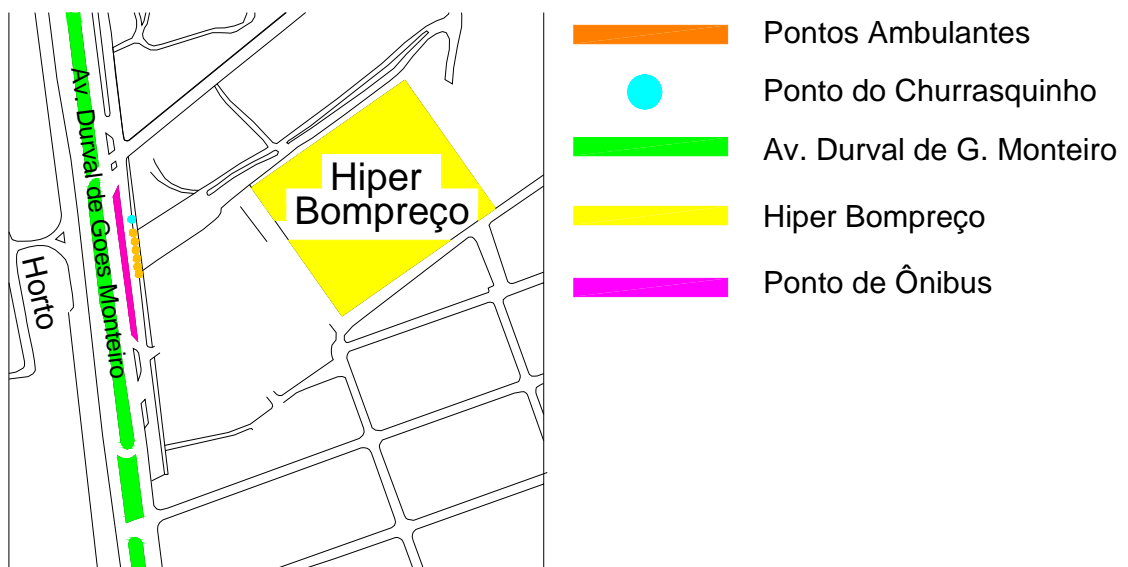 Av. Durval de Goes Monteiro
Horto
Hiper
Bompreço
Pontos Ambulantes
Ponto do Churrasquinho
Av. Durval de G. Monteiro
Hiper Bompreço
Ponto de Ônibus